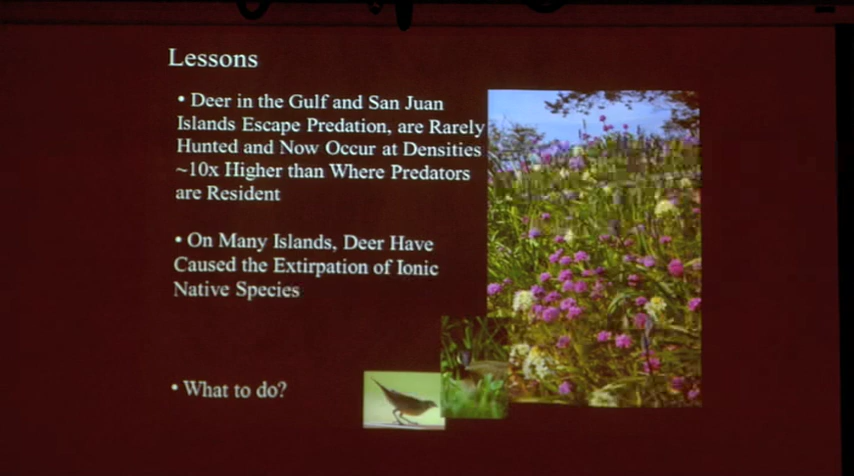 Lessons
• Deer in the Gulf and San Juan
Islands Escape Predation, are Rarely
Hunted and Now Occur at Densities
~10x Higher than Where Predators
are Resident
• On Many Islands, Deer Have
Caused the Extirpation of Ionic
Native Species
• What to do?